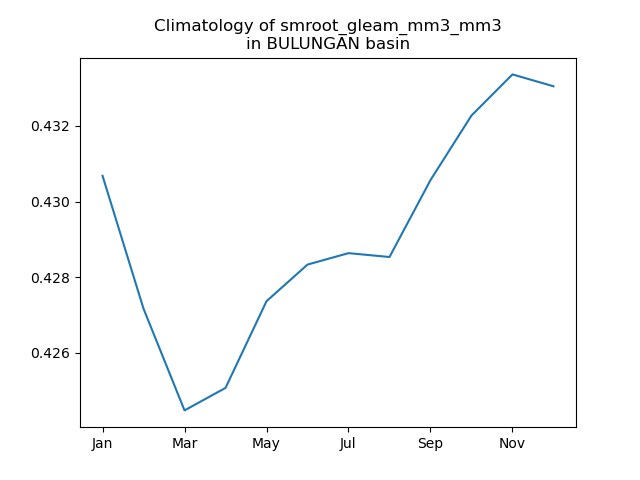 Climatology of smroot_gleam_mm3_mm3
in BULUNGAN basin
0.432
0.430
0.428
0.426
Jan Mar May Jul Sep Nov